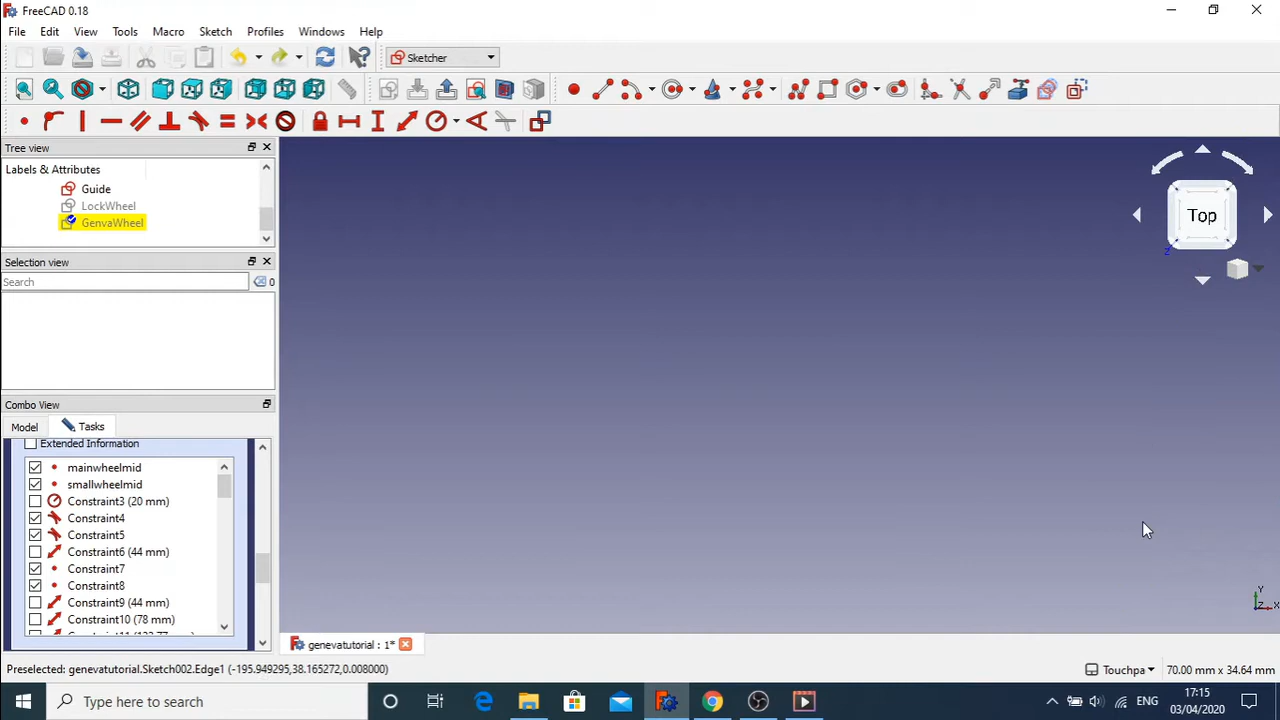 FreeCAD 0.18
File Edit View Tools Macro Sketch Profiles Windows Help
Sketcher
Tree view
Labels & Attributes
Guide
LockWheel
GenvaWheel
Selection view
Search
0
Combo View
Model Tasks
Extended Information
mainwheelmid
smallwheelmid
Constraint3 (20 mm)
Constraint4
Constraint5
Constraint6 (44 mm)
Constraint7
Constraint8
Constraint9 (44 mm)
Constraint10 (78 mm)
Top
Z
Y
Z X
genevatutorial : 1*
Preselected: genevatutorial.Sketch002.Edge1 (-195.949295,38.165272,0.008000)
Touchpa 70.00 mm x 34.64 mm
Type here to search
ENG
17:15
03/04/2020